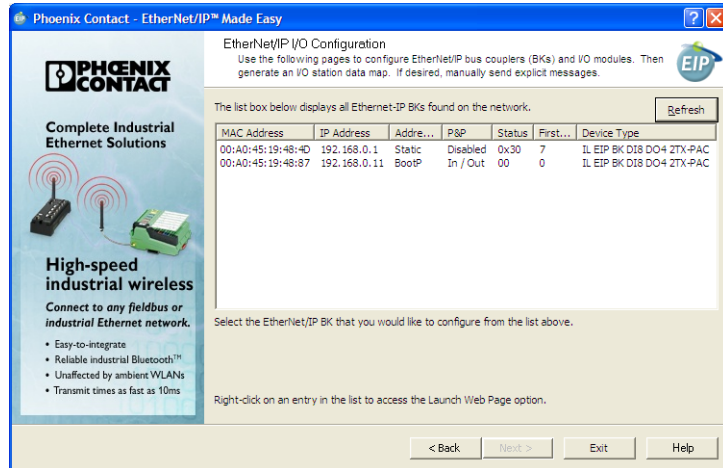 Phoenix Contact - EtherNet/IP™ Made Easy
PHŒNIX
CONTACT
Complete Industrial
Ethernet Solutions
High-speed
industrial wireless
Connect to any fieldbus or
industrial Ethernet network.
• Easy-to-integrate
• Reliable industrial Bluetooth™
• Unaffected by ambient WLANs
• Transmit times as fast as 10ms
EtherNet/IP I/O Configuration
Use the following pages to configure EtherNet/IP bus couplers (BKs) and I/O modules. Then
generate an I/O station data map. If desired, manually send explicit messages.
EIP
The list box below displays all Ethernet-IP BKs found on the network.
Refresh
MAC Address IP Address Addre... P&P Status First... Device Type
00:A0:45:19:48:4D 192.168.0.1 Static Disabled 0x30 7 IL EIP BK DI8 DO4 2TX-PAC
00:A0:45:19:48:87 192.168.0.11 BootP In / Out 00 0 IL EIP BK DI8 DO4 2TX-PAC
Select the EtherNet/IP BK that you would like to configure from the list above.
Right-click on an entry in the list to access the Launch Web Page option.
< Back Next > Exit Help